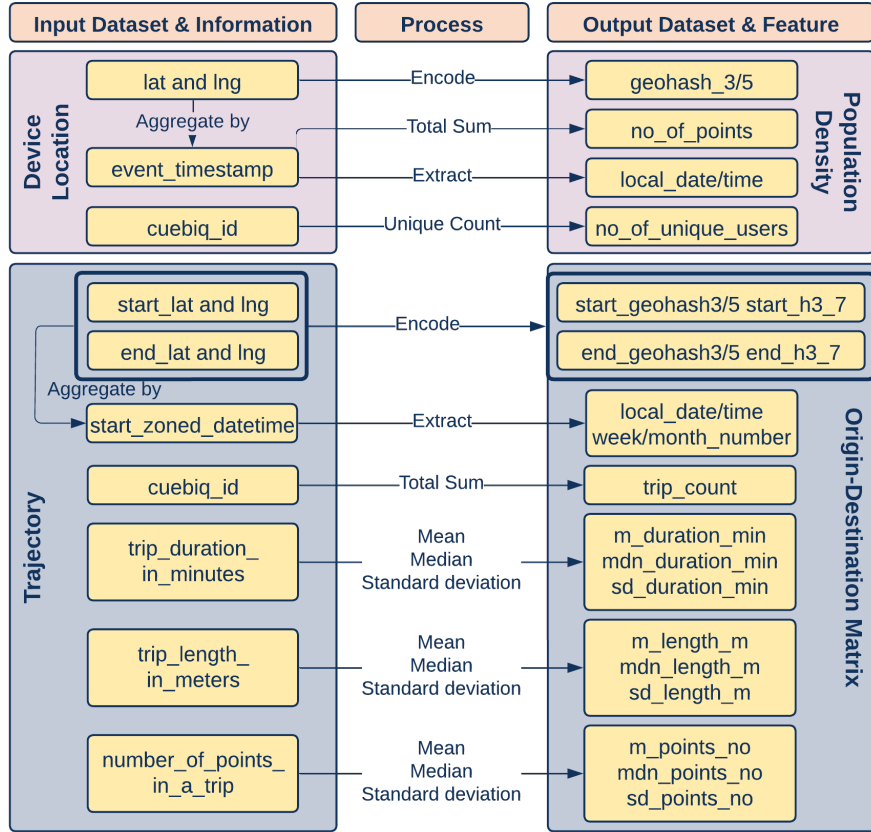 Input Dataset & Information
Process
Output Dataset & Feature
Device
Location
lat and lng
Encode
geohash_3/5
Aggregate by
Total Sum
no_of_points
event_timestamp
Extract
local_date/time
cuebiq_id
Unique Count
no_of_unique_users
Population
Density
Trajectory
start_lat and lng
end_lat and lng
Encode
start_geohash3/5 start_h3_7
end_geohash3/5 end_h3_7
Aggregate by
start_zoned_datetime
Extract
local_date/time
week/month_number
cuebiq_id
Total Sum
trip_count
trip_duration_
in_minutes
Mean
Median
Standard deviation
m_duration_min
mdn_duration_min
sd_duration_min
trip_length_
in_meters
Mean
Median
Standard deviation
m_length_m
mdn_length_m
sd_length_m
number_of_points_
in_a_trip
Mean
Median
Standard deviation
m_points_no
mdn_points_no
sd_points_no
Origin-Destination Matrix